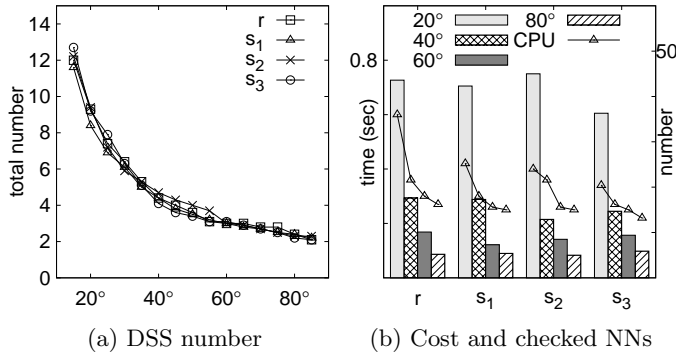 total number
14
12
10
8
6
4
2
0
20° 40° 60° 80°
r
s1
s2
s3
(a) DSS number
time (sec)
0.8
20°
40°
60°
80°
CPU
50
number
r s1 s2 s3
(b) Cost and checked NNs